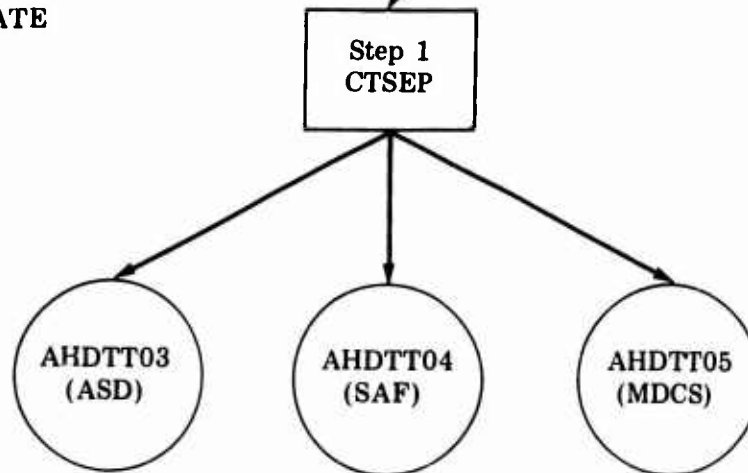 ATE
Step 1
CTSEP
AHDTT03
(ASD)
AHDTT04
(SAF)
AHDTT05
(MDCS)